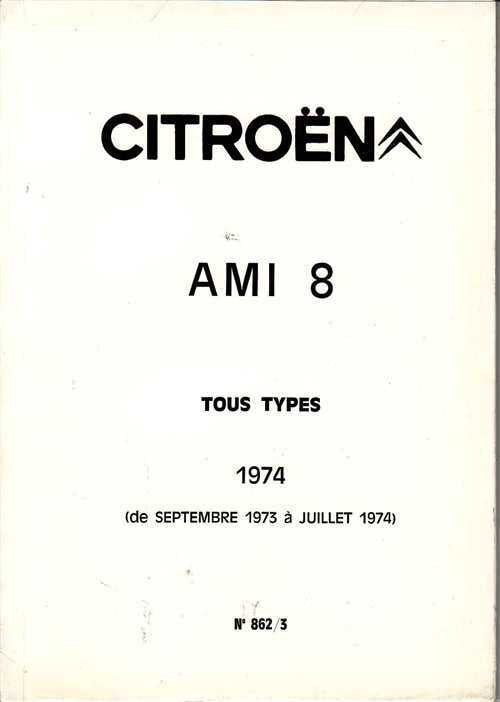 CITROËN
AMI 8
TOUS TYPES
1974
(de SEPTEMBRE 1973 à JUILLET 1974)
N° 862/3